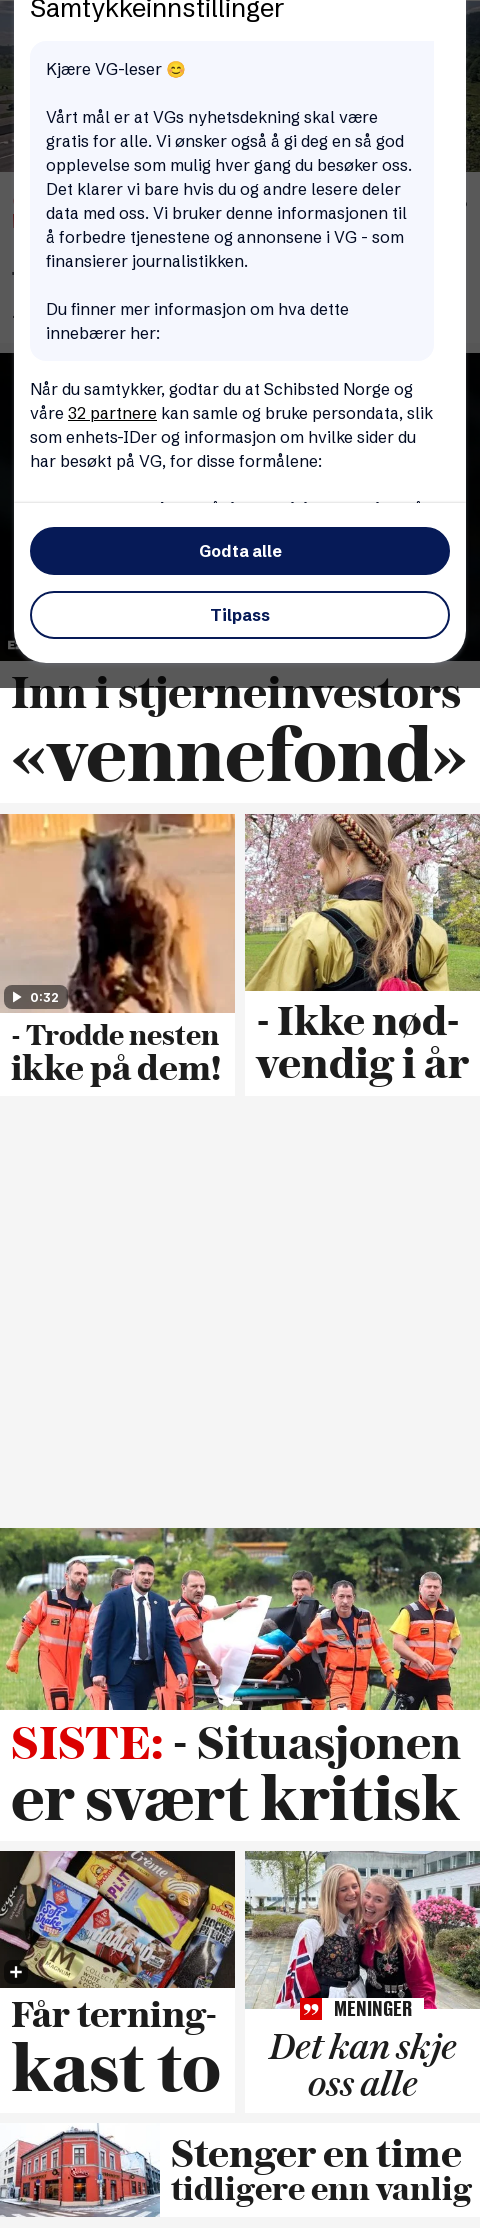 Samtykkeinnstillinger
Kjære VG-leser 😊
Vårt mål er at VGs nyhetsdekning skal være
gratis for alle. Vi ønsker også å gi deg en så god
opplevelse som mulig hver gang du besøker oss.
Det klarer vi bare hvis du og andre lesere deler
data med oss. Vi bruker denne informasjonen til
å forbedre tjenestene og annonsene i VG - som
finansierer journalistikken.
Du finner mer informasjon om hva dette
innebærer her:
Når du samtykker, godtar du at Schibsted Norge og
våre 32 partnere kan samle og bruke persondata, slik
som enhets-IDer og informasjon om hvilke sider du
har besøkt på VG, for disse formålene:
Godta alle
Tilpass
Inn i stjerneinvestors
«vennefond»
0:32
- Trodde nesten
ikke på dem!
- Ikke nød-
vendig i år
SISTE: - Situasjonen
er svært kritisk
Får terning-
kast to
MENINGER
Det kan skje
oss alle
Stenger en time
tidligere enn vanlig